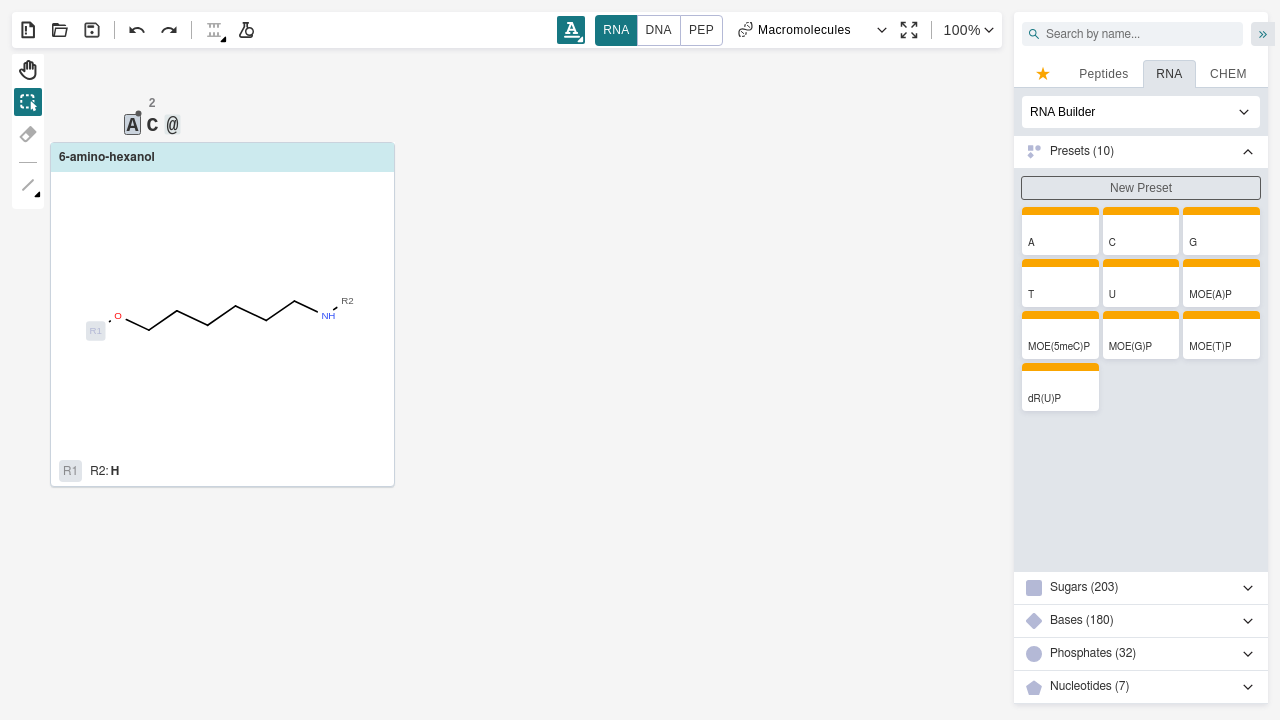 A RNA DNA PEP Macromolecules 100%
Search by name...
★ Peptides RNA CHEM
RNA Builder
Presets (10)
New Preset
A C G
T U MOE(A)P
MOE(5meC)P MOE(G)P MOE(T)P
dR(U)P
Sugars (203)
Bases (180)
Phosphates (32)
Nucleotides (7)
2
A C @
6-amino-hexanol
R1 O NH R2
R1 R2: H